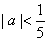 | a |< 1/5